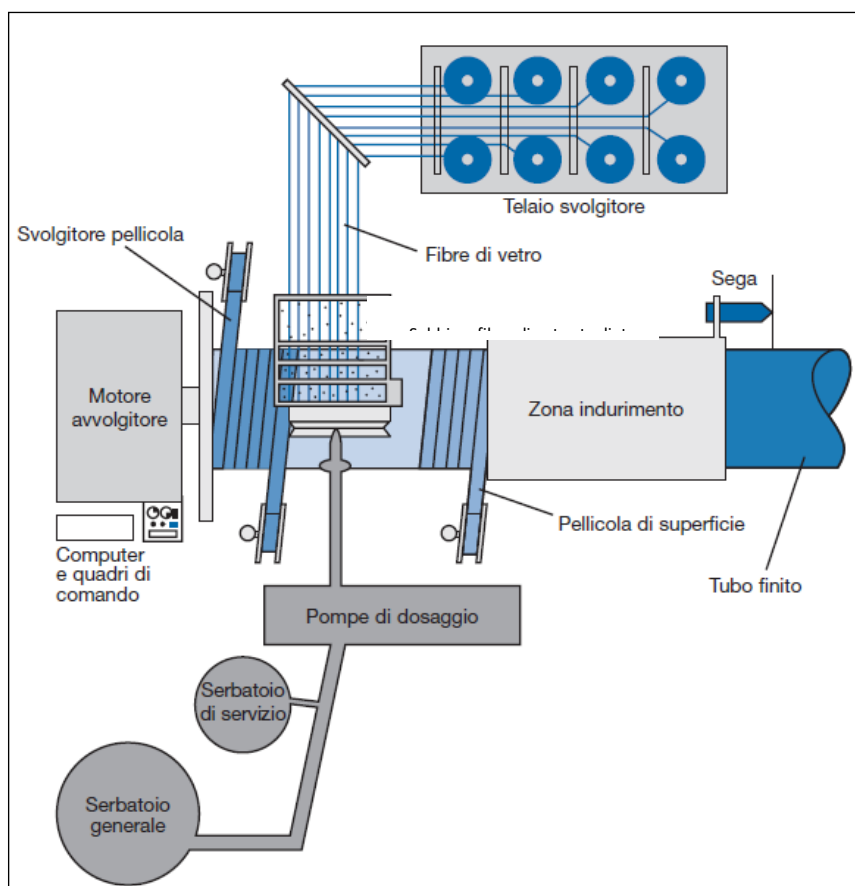 Telaio svolgitore
Svolgitore pellicola
Fibre di vetro
Sega
Motore
avvolgitore
Zona indurimento
Pellicola di superficie
Computer
e quadri di
comando
Tubo finito
Pompe di dosaggio
Serbatoio
di servizio
Serbatoio
generale